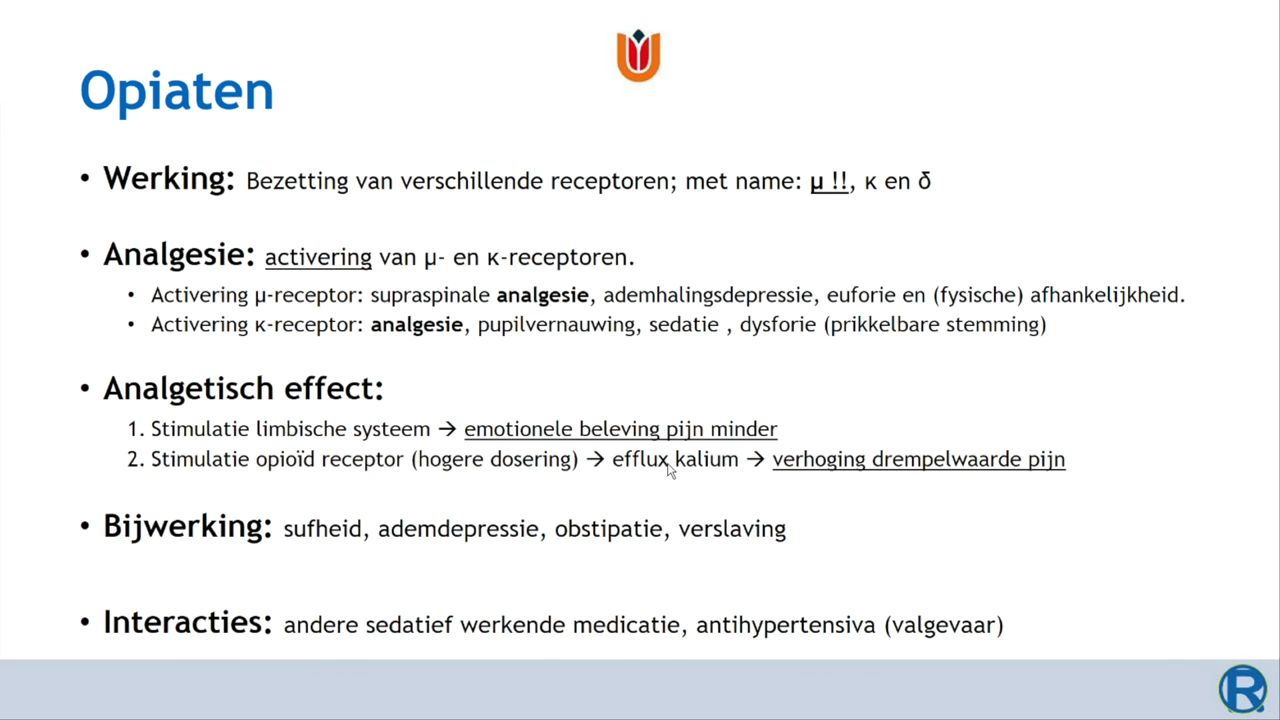 Opiaten
• Werking: Bezetting van verschillende receptoren; met name: μ !!, κ en δ
• Analgesie: activering van μ- en κ-receptoren.
• Activering μ-receptor: supraspinale analgesie, ademhalingsdepressie, euforie en (fysische) afhankelijkheid.
• Activering κ-receptor: analgesie, pupilvernauwing, sedatie , dysforie (prikkelbare stemming)
• Analgetisch effect:
1. Stimulatie limbische systeem → emotionele beleving pijn minder
2. Stimulatie opioïd receptor (hogere dosering) → efflux kalium → verhoging drempelwaarde pijn
• Bijwerking: sufheid, ademdepressie, obstipatie, verslaving
• Interacties: andere sedatief werkende medicatie, antihypertensiva (valgevaar)
R